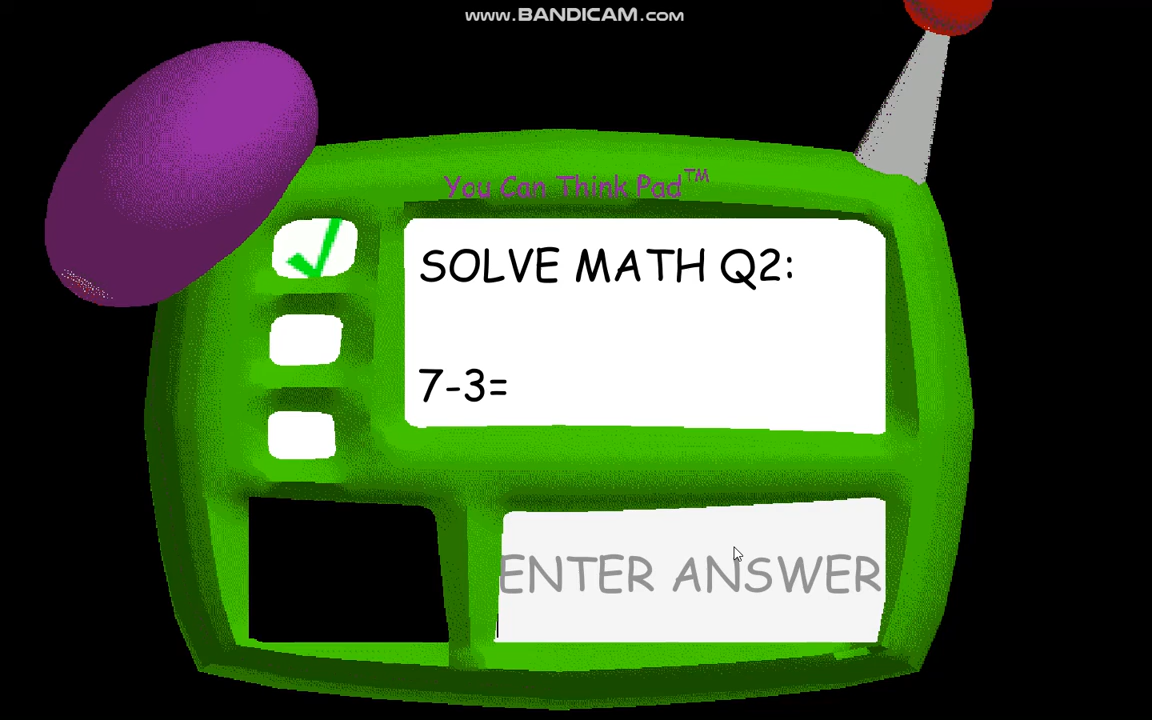 www.BANDICAM.com
You Can Think Pad™
SOLVE MATH Q2:
7-3=
ENTER ANSWER